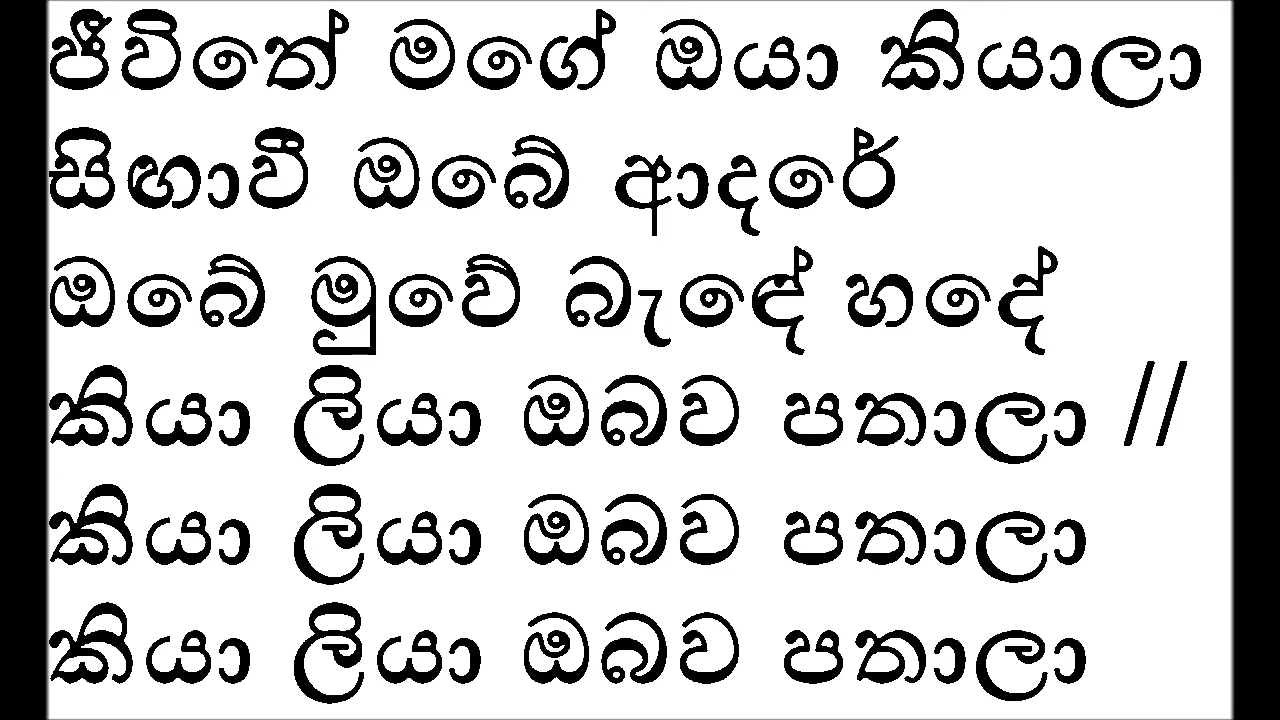 ජීවිතේ මගේ ඔයා කියාලා
සිඟාවී ඔබේ ආදරේ
ඔබේ මුවේ බැඳේ හදේ
කියා ලියා ඔබව පතාලා //
කියා ලියා ඔබව පතාලා
කියා ලියා ඔබව පතාලා